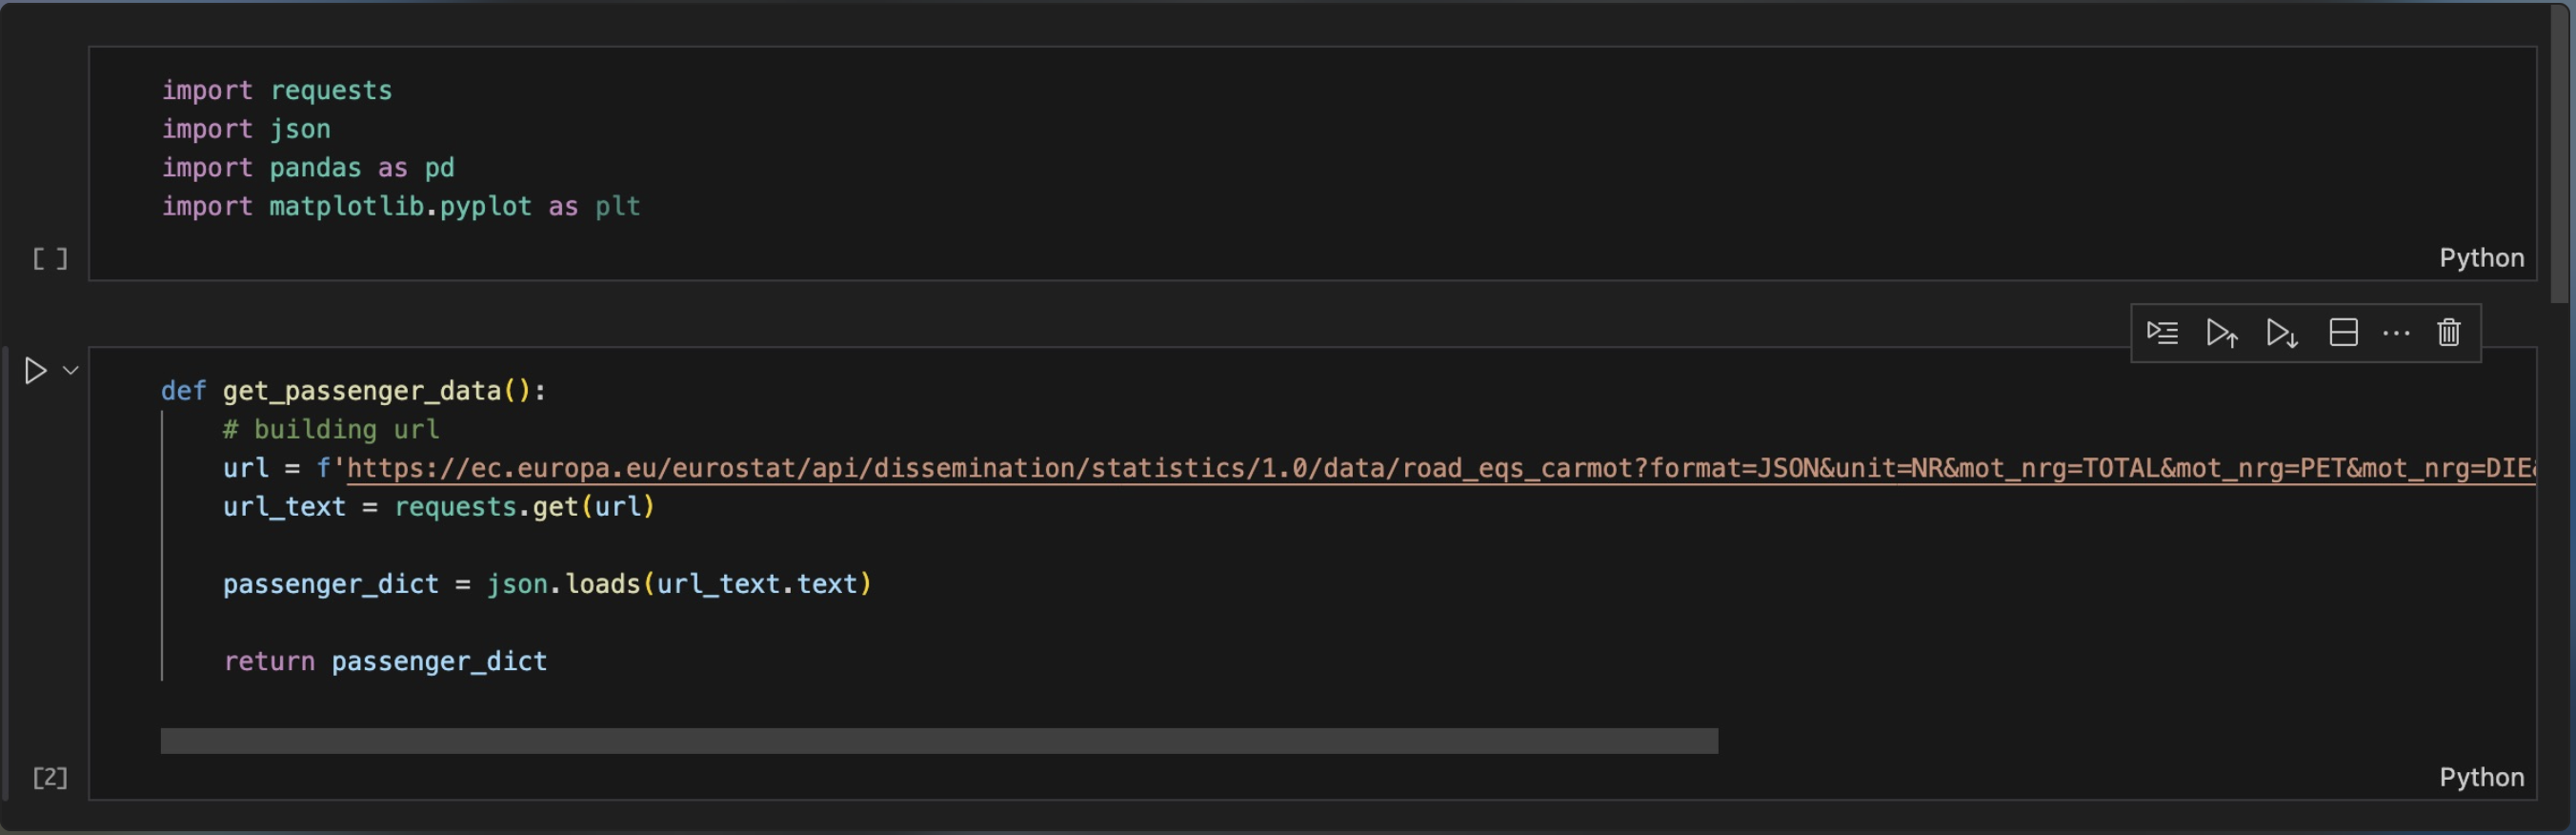 import requests
import json
import pandas as pd
import matplotlib.pyplot as plt
[ ]
Python
def get_passenger_data():
# building url
url = f'https://ec.europa.eu/eurostat/api/dissemination/statistics/1.0/data/road_eqs_carmot?format=JSON&unit=NR&mot_nrg=TOTAL&mot_nrg=PET&mot_nrg=DIE&
url_text = requests.get(url)
passenger_dict = json.loads(url_text.text)
return passenger_dict
[2]
Python